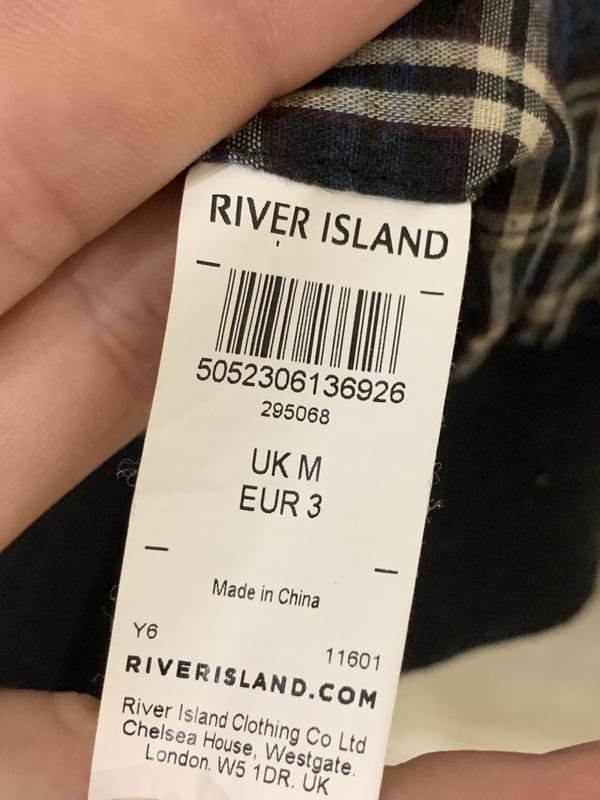 RIVER ISLAND
5052306136926
295068
UK M
EUR 3
Made in China
Y6
11601
RIVERISLAND.COM
River Island Clothing Co Ltd
Chelsea House, Westgate.
London. W5 1DR. UK